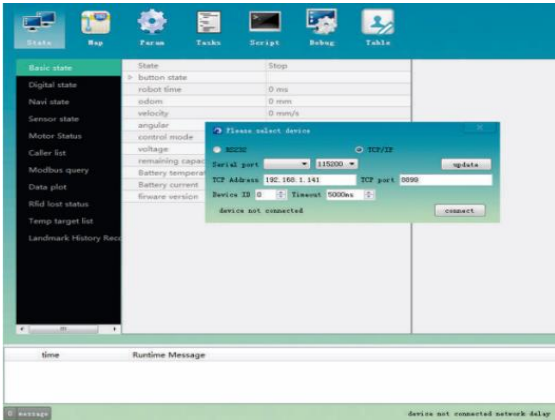 State Map Param Tasks Script Debug Table
Basic state
Digital state
Navi state
Sensor state
Motor Status
Caller list
Modbus query
Data plot
Rfid lost status
Temp target list
Landmark History Reco
State Stop
button state
robot time 0 ms
odom 0 mm
velocity 0 mm/s
angular
control mode
voltage
remaining capac
Battery temperat
Battery current
firware version
Please select device
RS232 TCP/IP
Serial port 115200 updata
TCP Address 192.168.1.141 TCP port 8899
Device ID 0 Timeout 5000ms
device not connected connect
time Runtime Message
message
device not connected network delay